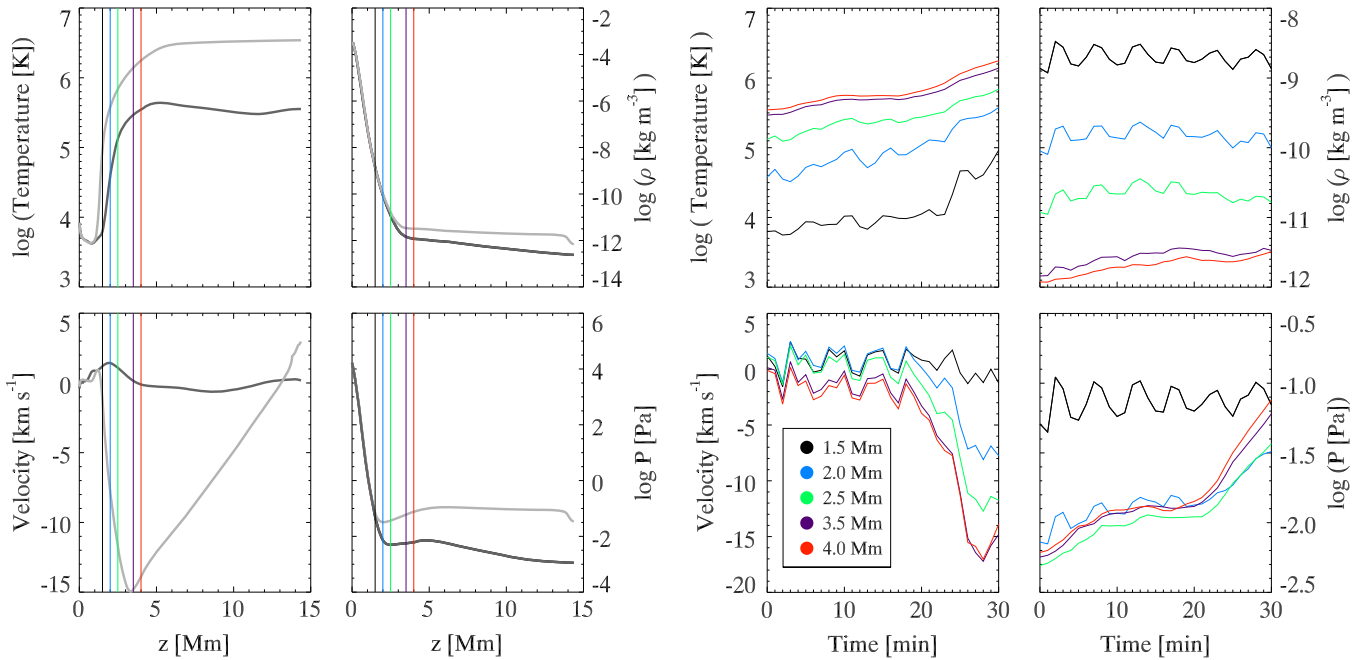 7
6
5
4
3
log (Temperature [K])
-2
-4
-6
-8
-10
-12
-14
log (ρ [kg m-3 )
7
6
5
4
3
log ( Temperature [K])
-8
-9
-10
-11
-12
log (ρ [kg m-3 )
5
0
-5
-10
-15
Velocity [km s-1]
0 5 10 15
z [Mm]
6
4
2
0
-2
-4
log P [Pa]
0 5 10 15
z [Mm]
5
0
-5
-10
-15
-20
Velocity [km s-1]
1.5 Mm
2.0 Mm
2.5 Mm
3.5 Mm
4.0 Mm
0 10 20 30
Time [min]
-0.5
-1.0
-1.5
-2.0
-2.5
log (P [Pa])
0 10 20 30
Time [min]